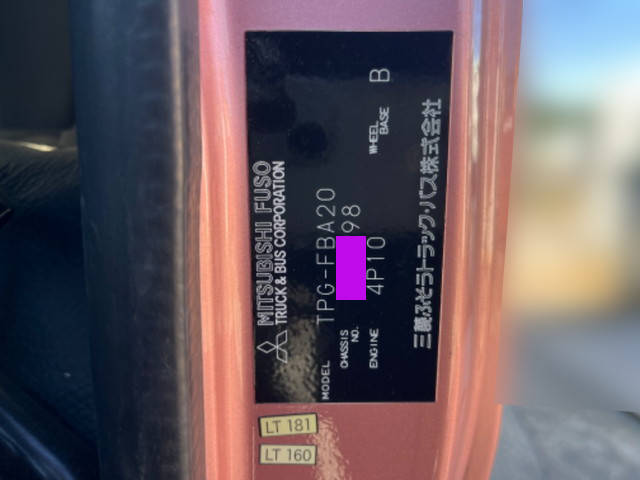 MITSUBISHI FUSO
TRUCK & BUS CORPORATION
MODEL TPG-FBA20
CHASSIS NO. 98
ENGINE 4P10 WHEEL BASE B
三菱ふそうトラック・バス株式会社
LT 181
LT 160